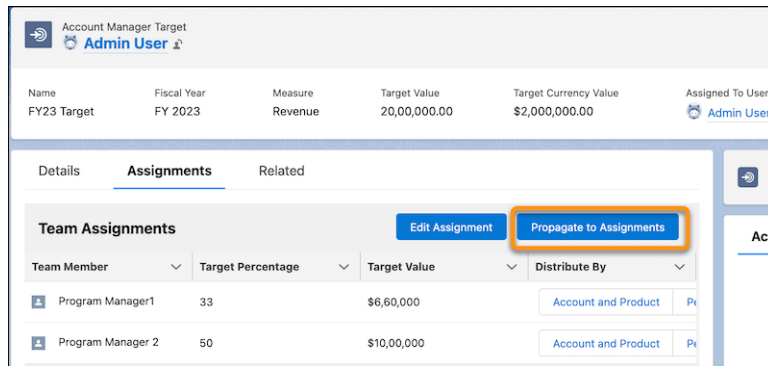 Account Manager Target
Admin User
Name Fiscal Year Measure Target Value Target Currency Value Assigned To User
FY23 Target FY 2023 Revenue 20,00,000.00 $2,000,000.00 Admin User
Details Assignments Related
Team Assignments Edit Assignment Propagate to Assignments
Team Member Target Percentage Target Value Distribute By
Program Manager1 33 $6,60,000 Account and Product
Program Manager 2 50 $10,00,000 Account and Product